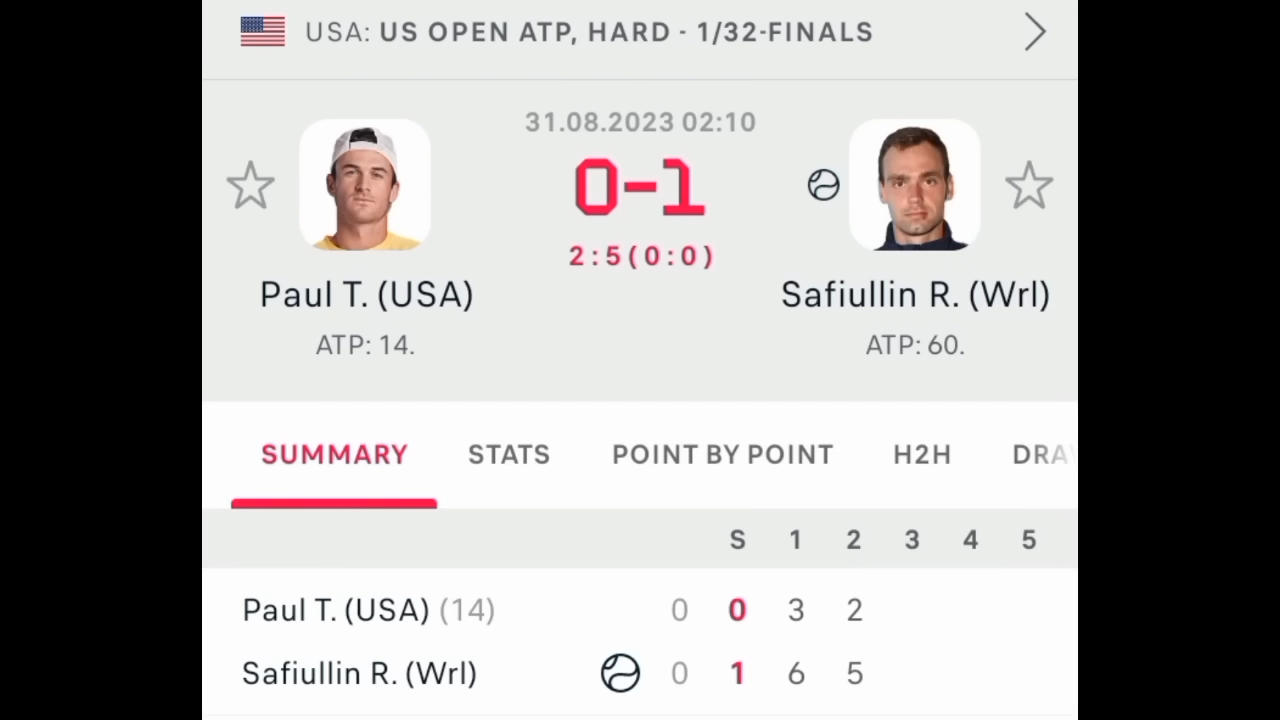 USA: US OPEN ATP, HARD - 1/32-FINALS
31.08.2023 02:10
0-1
2:5(0:0)
Paul T. (USA)
Safiullin R. (Wrl)
ATP: 14.
ATP: 60.
SUMMARY STATS POINT BY POINT H2H DRA
S 1 2 3 4 5
Paul T. (USA) (14) 0 0 3 2
Safiullin R. (Wrl) 0 1 6 5